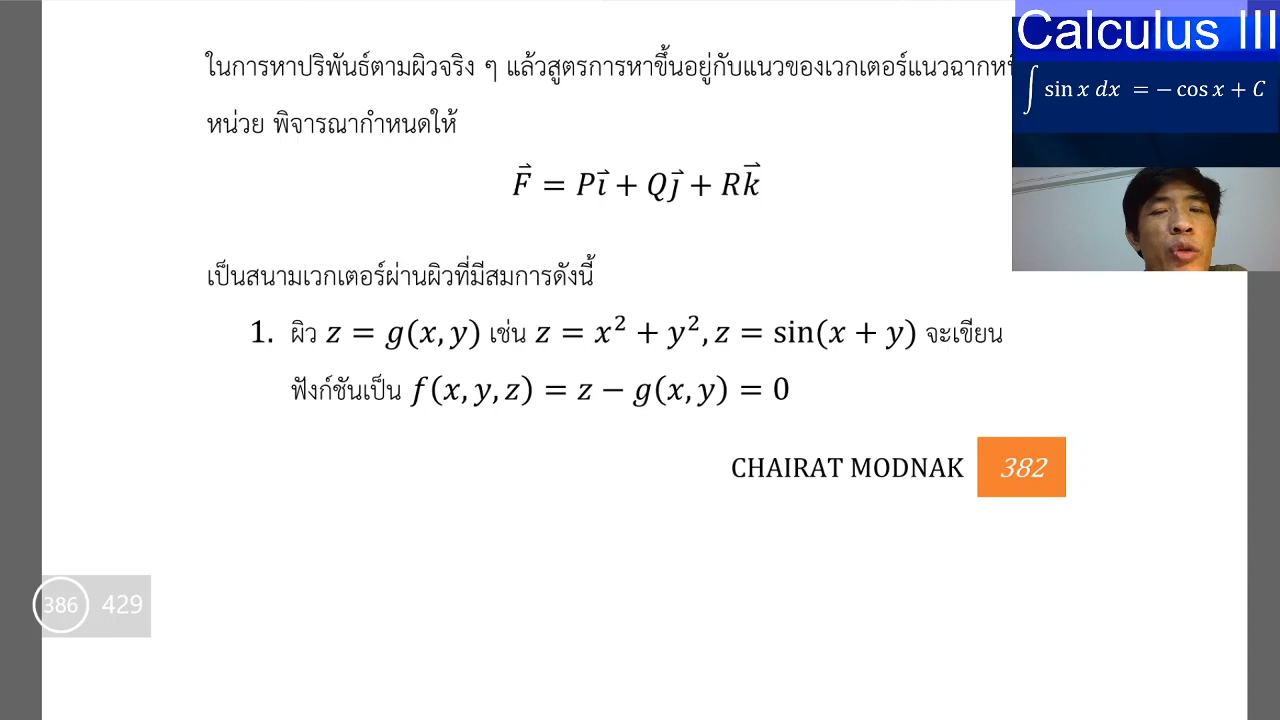 Calculus III
∫ sin x dx = − cos x + C
ในการหาปริพันธ์ตามผิวจริง ๆ แล้วสูตรการหาขึ้นอยู่กับแนวของเวกเตอร์แนวฉาก
หน่วย พิจารณากำหนดให้
F⃗ = Pı⃗ + Qȷ⃗ + Rk⃗
เป็นสนามเวกเตอร์ผ่านผิวที่มีสมการดังนี้
1. ผิว z = g(x, y) เช่น z = x² + y², z = sin(x + y) จะเขียน
ฟังก์ชันเป็น f(x, y, z) = z − g(x, y) = 0
CHAIRAT MODNAK 382
386 429